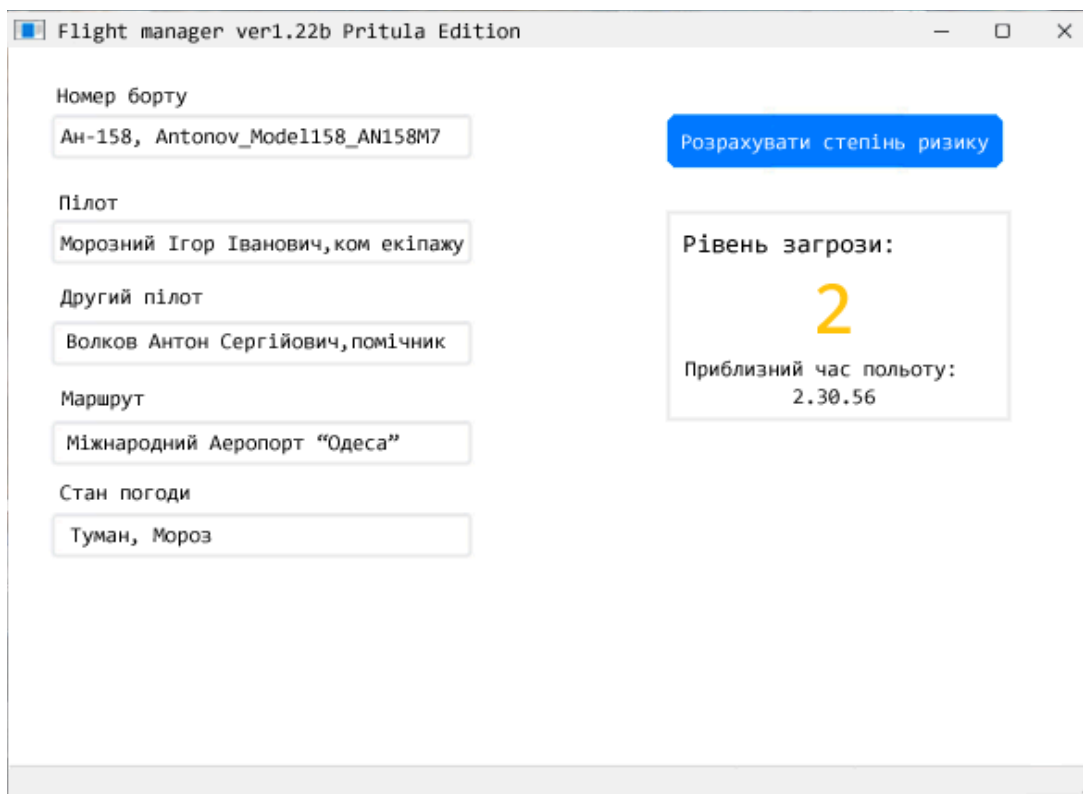 Flight manager ver1.22b Pritula Edition
Номер борту
Ан-158, Antonov_Model158_AN158M7
Пілот
Морозний Ігор Іванович,ком екіпажу
Другий пілот
Волков Антон Сергійович,помічник
Маршрут
Міжнародний Аеропорт “Одеса”
Стан погоди
Туман, Мороз
Розрахувати степінь ризику
Рівень загрози:
2
Приблизний час польоту:
2.30.56